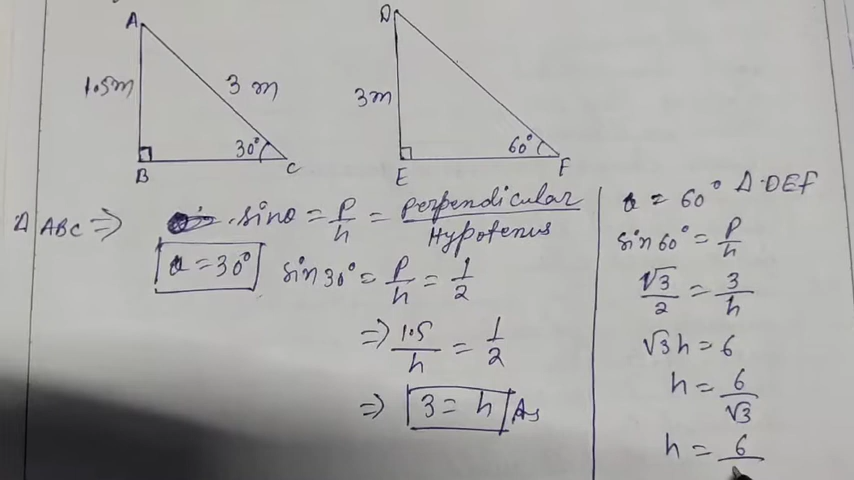 A
1.5m
3 m
30°
B
C
D
3m
60°
E
F
ABC ⇒ sinθ = P/h = Perpendicular/Hypotenus
= 30°
sin 30° = P/h = 1/2
⇒ 1.5/h = 1/2
⇒ 3 = h As
= 60° Δ DEF
sin 60° = P/h
√3/2 = 3/h
√3 h = 6
h = 6/√3
h = 6/